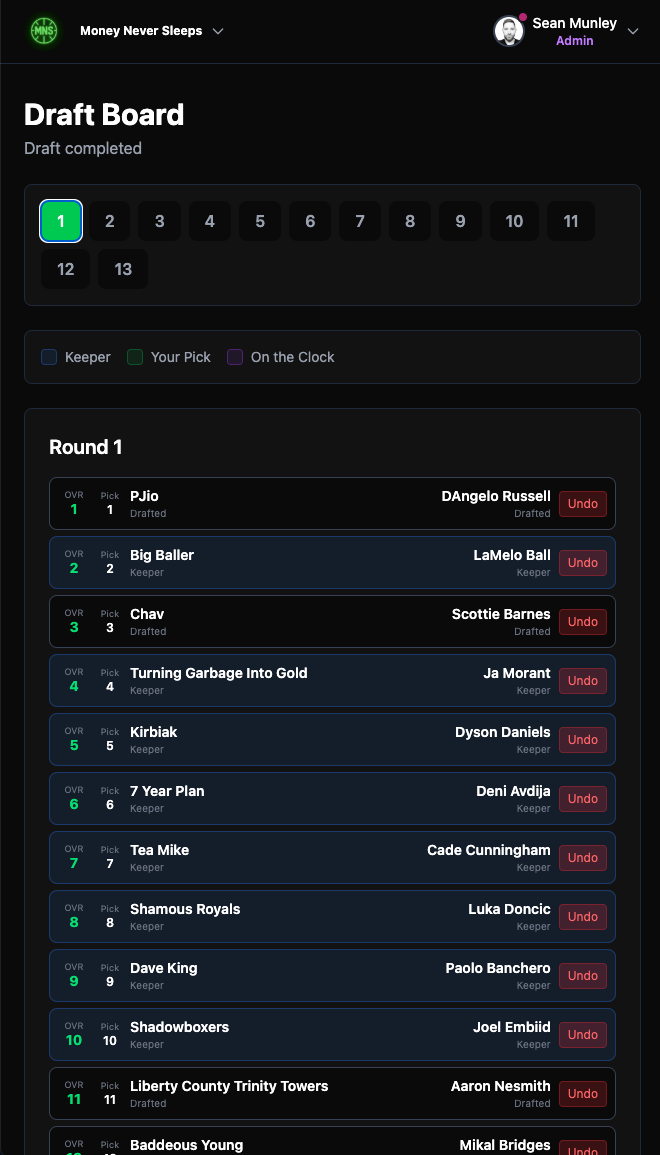 MNS Money Never Sleeps Sean Munley
Admin
Draft Board
Draft completed
1 2 3 4 5 6 7 8 9 10 11
12 13
Keeper Your Pick On the Clock
Round 1
OVR Pick PJio DAngelo Russell Undo
1 1 Drafted Drafted
OVR Pick Big Baller LaMelo Ball Undo
2 2 Keeper Keeper
OVR Pick Chav Scottie Barnes Undo
3 3 Drafted Drafted
OVR Pick Turning Garbage Into Gold Ja Morant Undo
4 4 Keeper Keeper
OVR Pick Kirbiak Dyson Daniels Undo
5 5 Keeper Keeper
OVR Pick 7 Year Plan Deni Avdija Undo
6 6 Keeper Keeper
OVR Pick Tea Mike Cade Cunningham Undo
7 7 Keeper Keeper
OVR Pick Shamous Royals Luka Doncic Undo
8 8 Keeper Keeper
OVR Pick Dave King Paolo Banchero Undo
9 9 Keeper Keeper
OVR Pick Shadowboxers Joel Embiid Undo
10 10 Keeper Keeper
OVR Pick Liberty County Trinity Towers Aaron Nesmith Undo
11 11 Drafted Drafted
OVR Pick Baddeous Young Mikal Bridges Undo